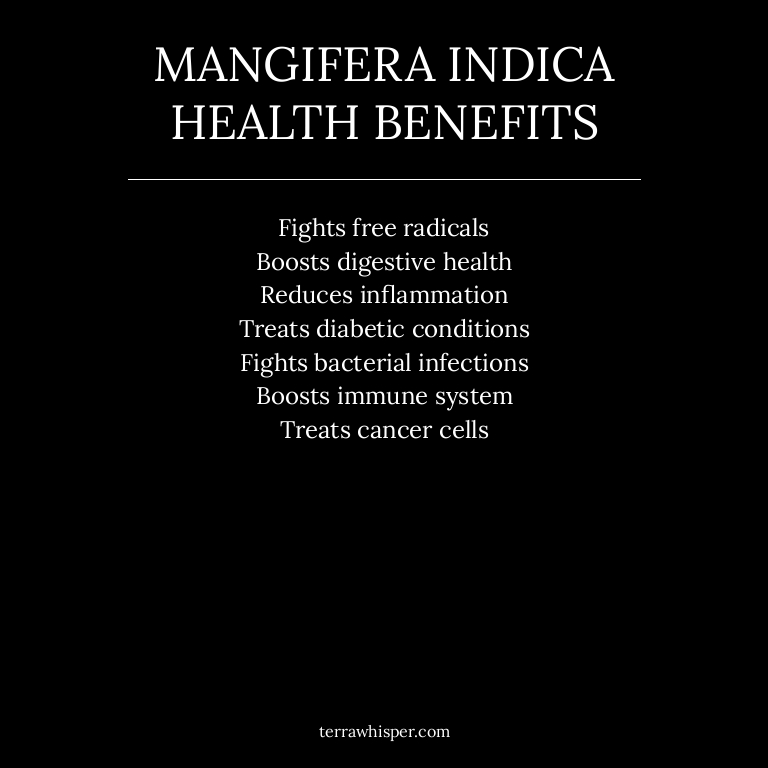 MANGIFERA INDICA
HEALTH BENEFITS
Fights free radicals
Boosts digestive health
Reduces inflammation
Treats diabetic conditions
Fights bacterial infections
Boosts immune system
Treats cancer cells
terrawhisper.com